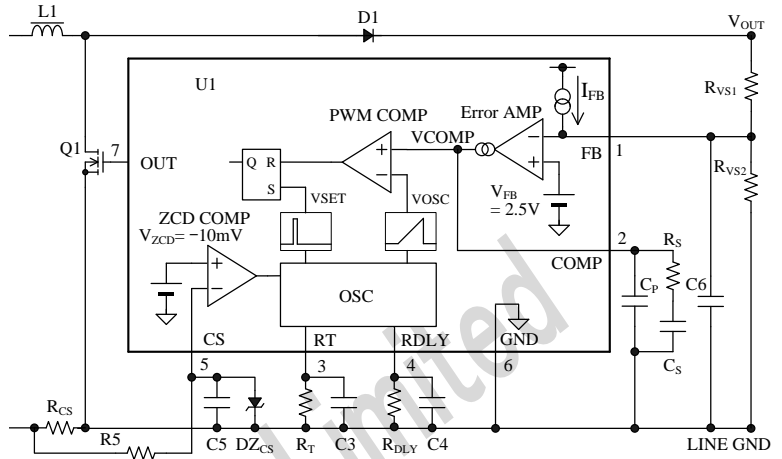 L1
D1
VOUT
U1
IFB
RVS1
PWM COMP
Error AMP
VCOMP
Q1
7
OUT
Q
R
S
FB
1
VSET
VOSC
VFB
= 2.5V
RVS2
ZCD COMP
VZCD= −10mV
2
COMP
RS
CP
C6
CS
OSC
GND
CS
RT
RDLY
5
3
4
6
RCS
R5
C5
DZCS
RT
C3
RDLY
C4
LINE GND
Limited